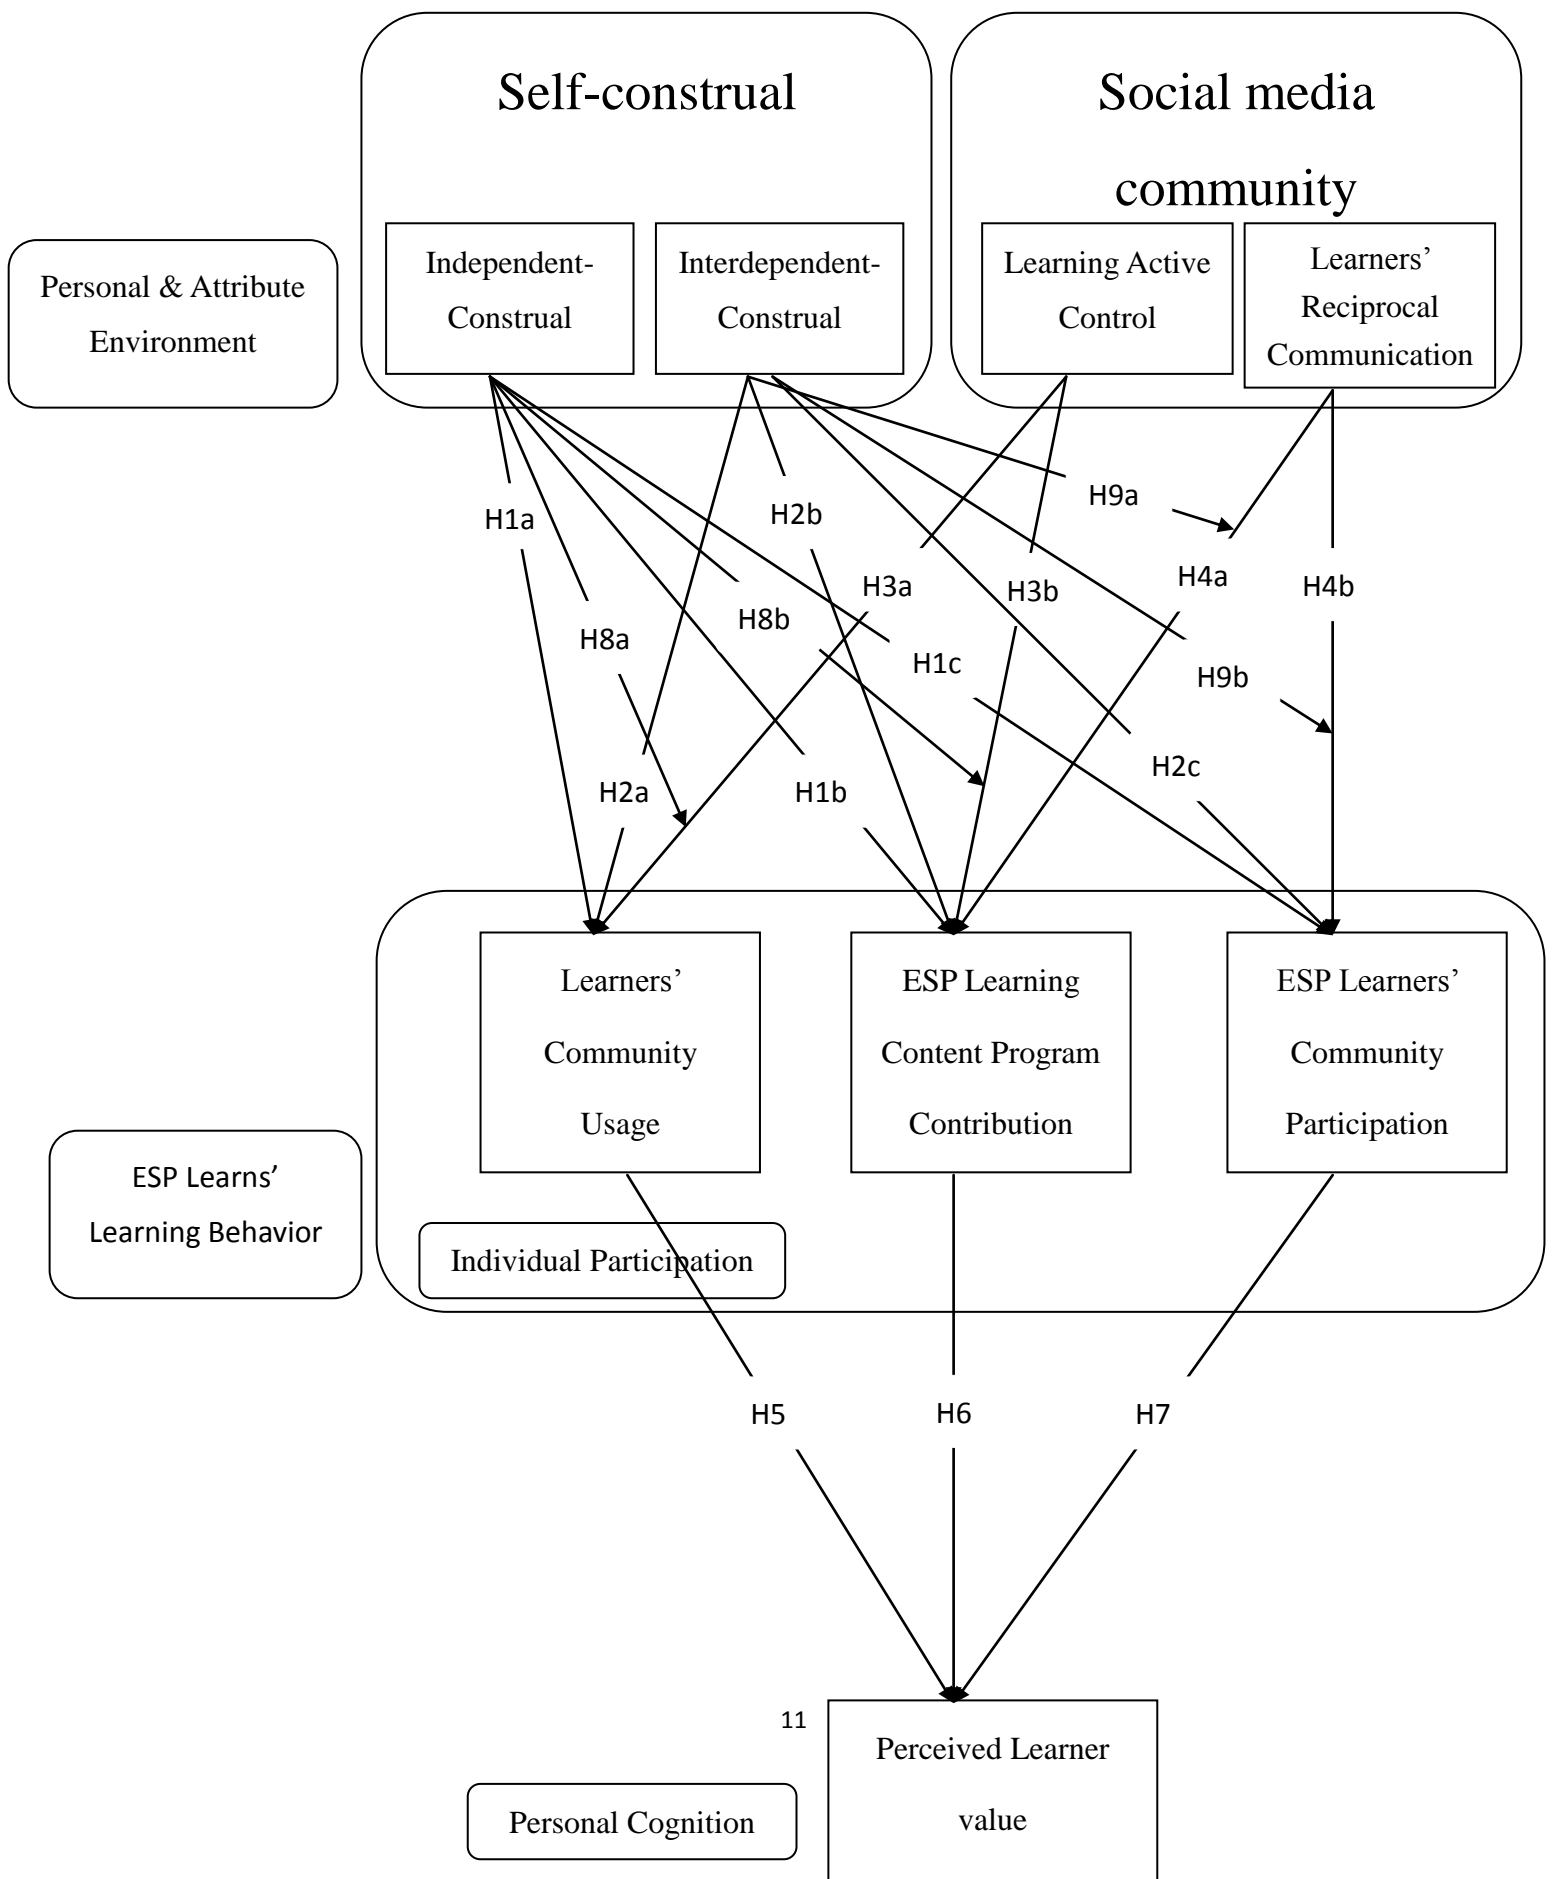 Self-construal
Social media
community
Independent-
Construal
Interdependent-
Construal
Learning Active
Control
Learners’
Reciprocal
Communication
Personal & Attribute
Environment
H1a
H8a
H2a
H8b
H1b
H2b
H3a
H1c
H3b
H9a
H4a
H9b
H2c
H4b
Learners’
Community
Usage
ESP Learning
Content Program
Contribution
ESP Learners’
Community
Participation
ESP Learns’
Learning Behavior
Individual Participation
H5
H6
H7
11
Perceived Learner
value
Personal Cognition